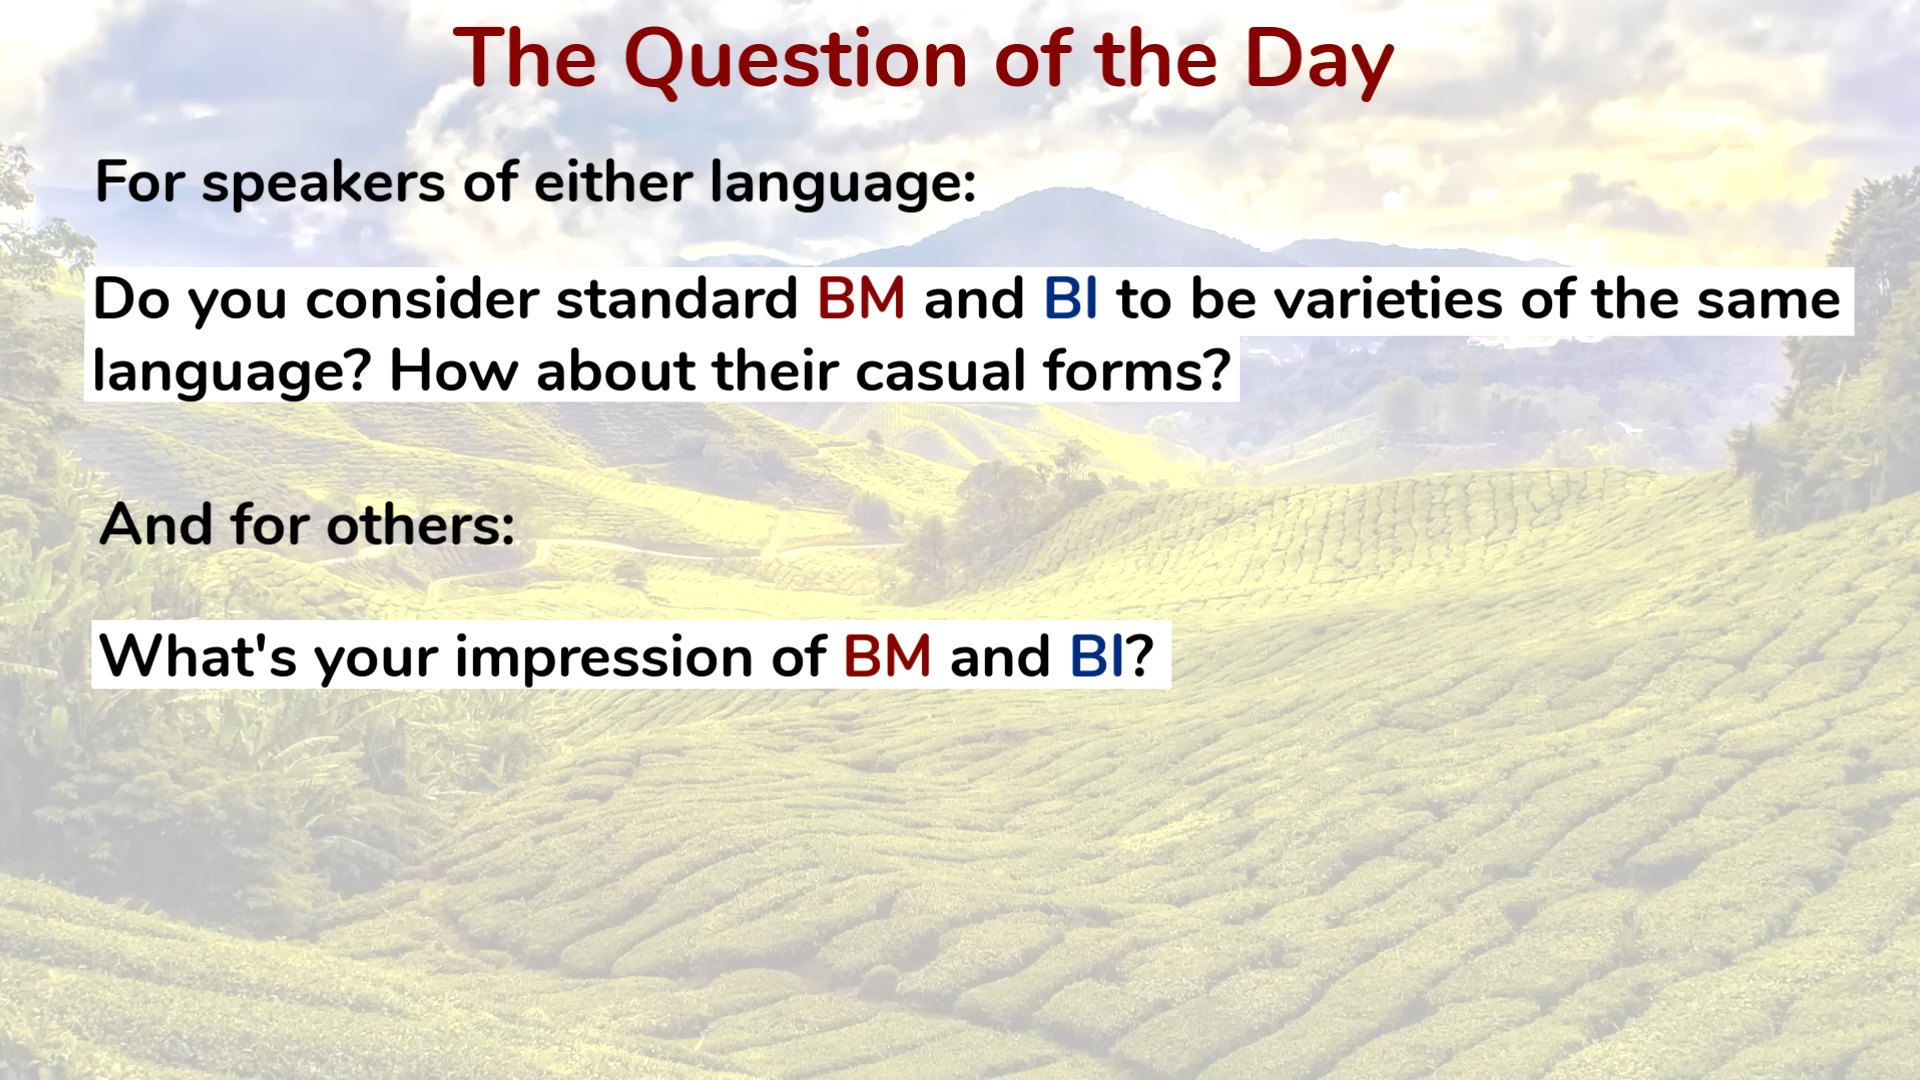 The Question of the Day
For speakers of either language:
Do you consider standard BM and BI to be varieties of the same
language? How about their casual forms?
And for others:
What's your impression of BM and BI?